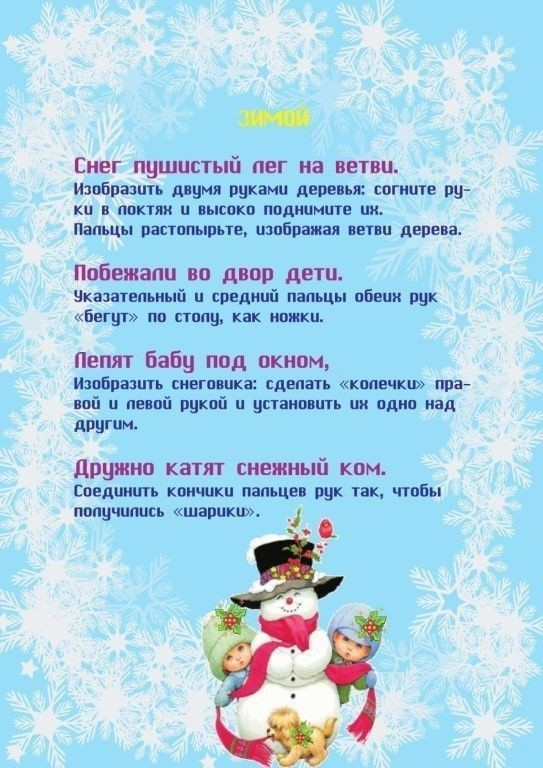 ЗИМОЙ
Снег пушистый лег на ветви.
Изобразить двумя руками деревья: согните ру-
ки в локтях и высоко поднимите их.
Пальцы растопырьте, изображая ветви дерева.
Побежали во двор дети.
Указательный и средний пальцы обеих рук
«бегут» по столу, как ножки.
Лепят бабу под окном,
Изобразить снеговика: сделать «колечки» пра-
вой и левой рукой и установить их одно над
другим.
Дружно катят снежный ком.
Соединить кончики пальцев рук так, чтобы
получились «шарики».